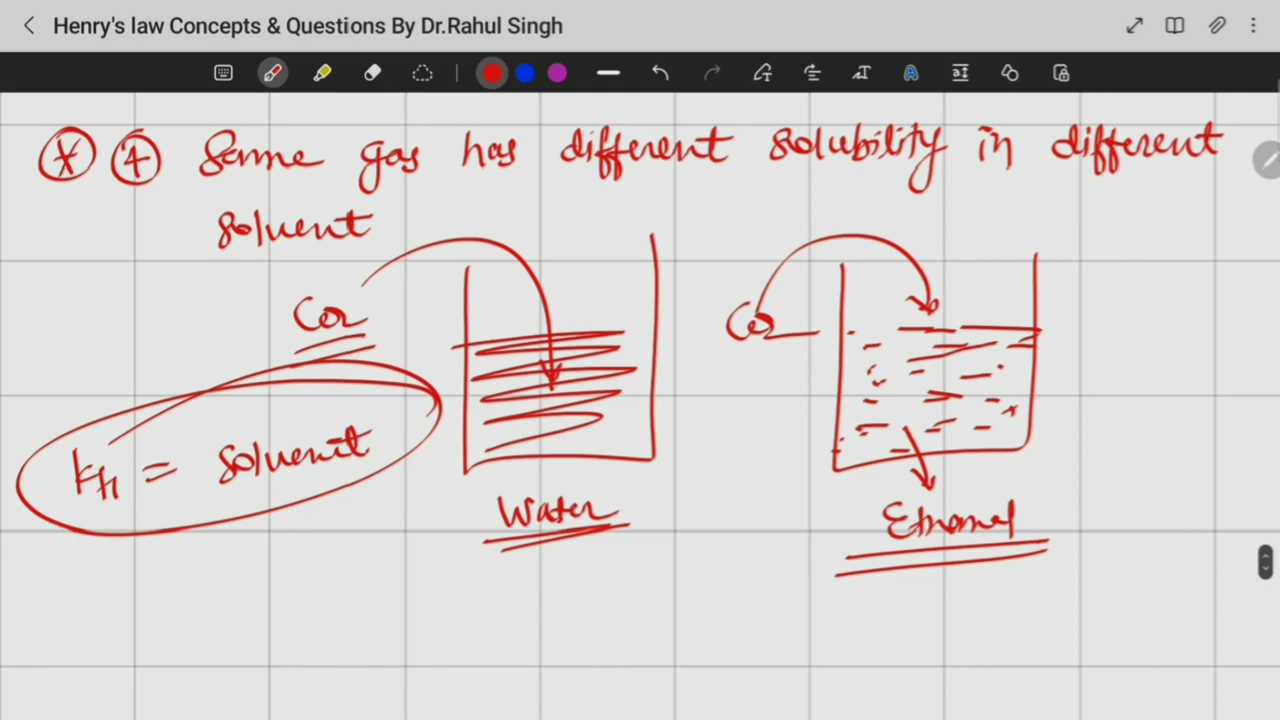 Henry's law Concepts & Questions By Dr.Rahul Singh
* 4 Same gas has different solubility in different
solvent
CO2
CO2
KH = solvent
Water
Ethanol